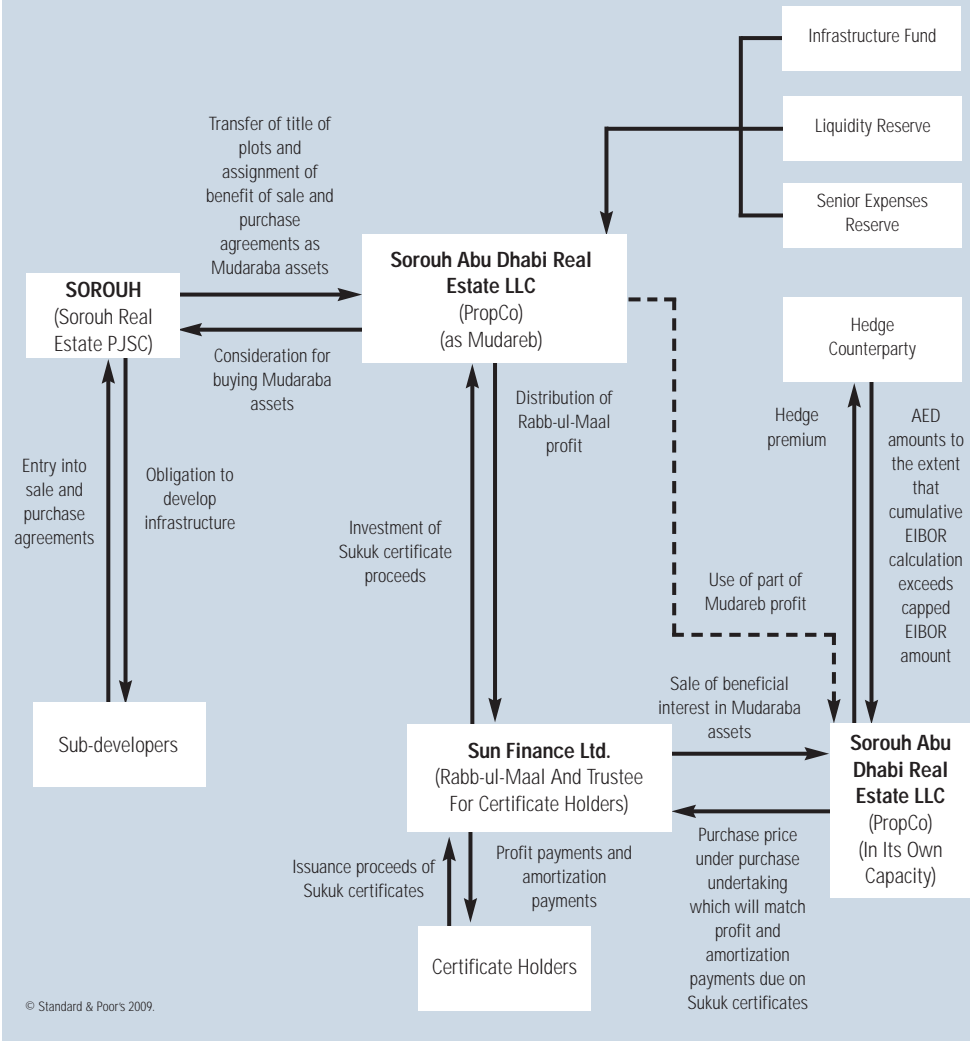 Infrastructure Fund
Liquidity Reserve
Senior Expenses
Reserve
Transfer of title of
plots and
assignment of
benefit of sale and
purchase
agreements as
Mudaraba assets
Sorouh Abu Dhabi Real
Estate LLC
(PropCo)
(as Mudareb)
SOROUH
(Sorouh Real
Estate PJSC)
Consideration for
buying Mudaraba
assets
Hedge
Counterparty
Distribution of
Rabb-ul-Maal
profit
Hedge
premium
AED
amounts to
the extent
that
cumulative
EIBOR
calculation
exceeds
capped
EIBOR
amount
Entry into
sale and
purchase
agreements
Obligation to
develop
infrastructure
Investment of
Sukuk certificate
proceeds
Use of part of
Mudareb profit
Sub-developers
Sale of beneficial
interest in Mudaraba
assets
Sun Finance Ltd.
(Rabb-ul-Maal And Trustee
For Certificate Holders)
Sorouh Abu
Dhabi Real
Estate LLC
(PropCo)
(In Its Own
Capacity)
Issuance proceeds of
Sukuk certificates
Profit payments and
amortization
payments
Purchase price
under purchase
undertaking
which will match
profit and
amortization
payments due on
Sukuk certificates
Certificate Holders
© Standard & Poor's 2009.